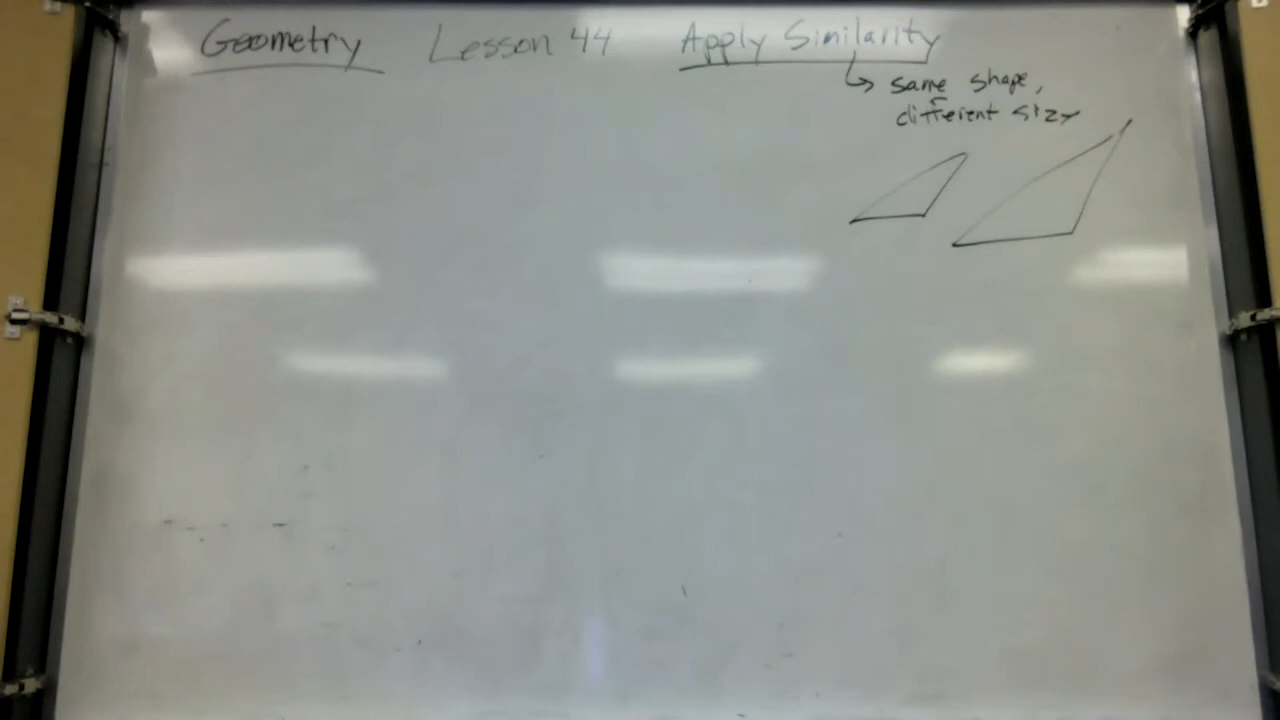 Geometry Lesson 44 Apply Similarity
↳ same shape,
different size